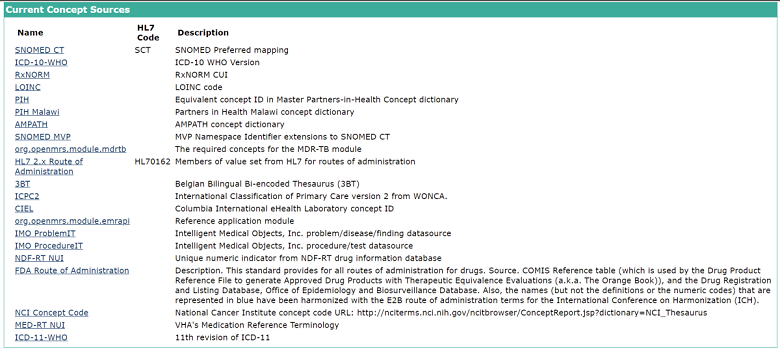 Current Concept Sources
Name HL7 Code Description
SNOMED CT SCT SNOMED Preferred mapping
ICD-10-WHO ICD-10 WHO Version
RxNORM RxNORM CUI
LOINC LOINC code
PIH Equivalent concept ID in Master Partners-in-Health Concept dictionary
PIH Malawi Partners in Health Malawi concept dictionary
AMPATH AMPATH concept dictionary
SNOMED MVP MVP Namespace Identifier extensions to SNOMED CT
org.openmrs.module.mdrtb The required concepts for the MDR-TB module
HL7 2.x Route of HL70162 Members of value set from HL7 for routes of administration
Administration
3BT Belgian Bilingual Bi-encoded Thesaurus (3BT)
ICPC2 International Classification of Primary Care version 2 from WONCA.
CIEL Columbia International eHealth Laboratory concept ID
org.openmrs.module.emrapi Reference application module
IMO ProblemIT Intelligent Medical Objects, Inc. problem/disease/finding datasource
IMO ProcedureIT Intelligent Medical Objects, Inc. procedure/test datasource
NDF-RT NUI Unique numeric indicator from NDF-RT drug information database
FDA Route of Administration Description. This standard provides for all routes of administration for drugs. Source. COMIS Reference table (which is used by the Drug Product
Reference File to generate Approved Drug Products with Therapeutic Equivalence Evaluations (a.k.a. The Orange Book)), and the Drug Registration
and Listing Database, Office of Epidemiology and Biosurveillance Database. Also, the names (but not the definitions or the numeric codes) that are
represented in blue have been harmonized with the E2B route of administration terms for the International Conference on Harmonization (ICH).
NCI Concept Code National Cancer Institute concept code URL: http://nciterms.nci.nih.gov/ncitbrowser/ConceptReport.jsp?dictionary=NCI_Thesaurus
MED-RT NUI VHA's Medication Reference Terminology
ICD-11-WHO 11th revision of ICD-11